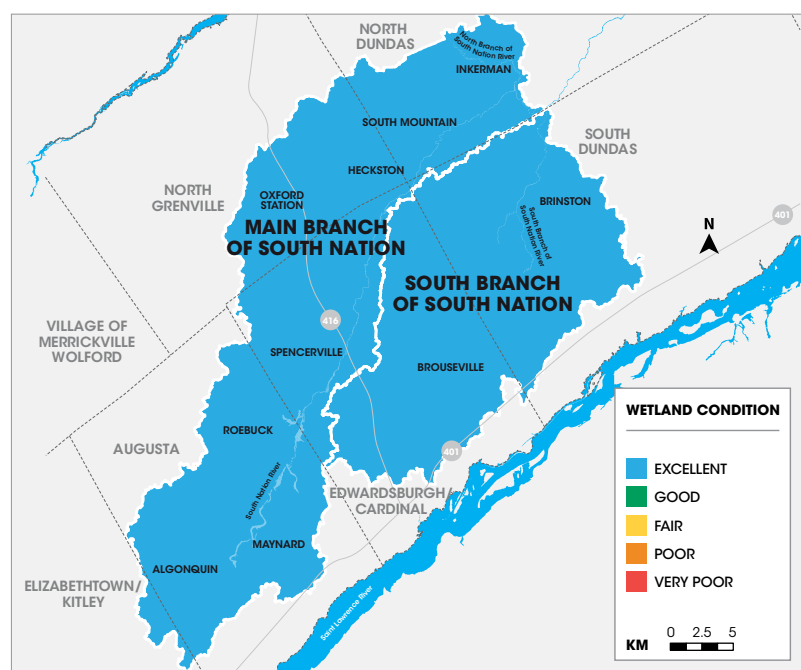 NORTH
DUNDAS
North Branch of
South Nation River
INKERMAN
SOUTH MOUNTAIN
SOUTH
DUNDAS
HECKSTON
NORTH
GRENVILLE
OXFORD
STATION
BRINSTON
MAIN BRANCH
OF SOUTH NATION
South Branch of
South Nation River
401
N
SOUTH BRANCH
OF SOUTH NATION
VILLAGE OF
MERRICKVILLE
WOLFORD
416
SPENCERVILLE
BROUSEVILLE
ROEBUCK
AUGUSTA
401
South Nation River
EDWARDSBURGH/
CARDINAL
MAYNARD
ALGONQUIN
ELIZABETHTOWN/
KITLEY
Saint Lawrence River
WETLAND CONDITION
EXCELLENT
GOOD
FAIR
POOR
VERY POOR
0 2.5 5
KM